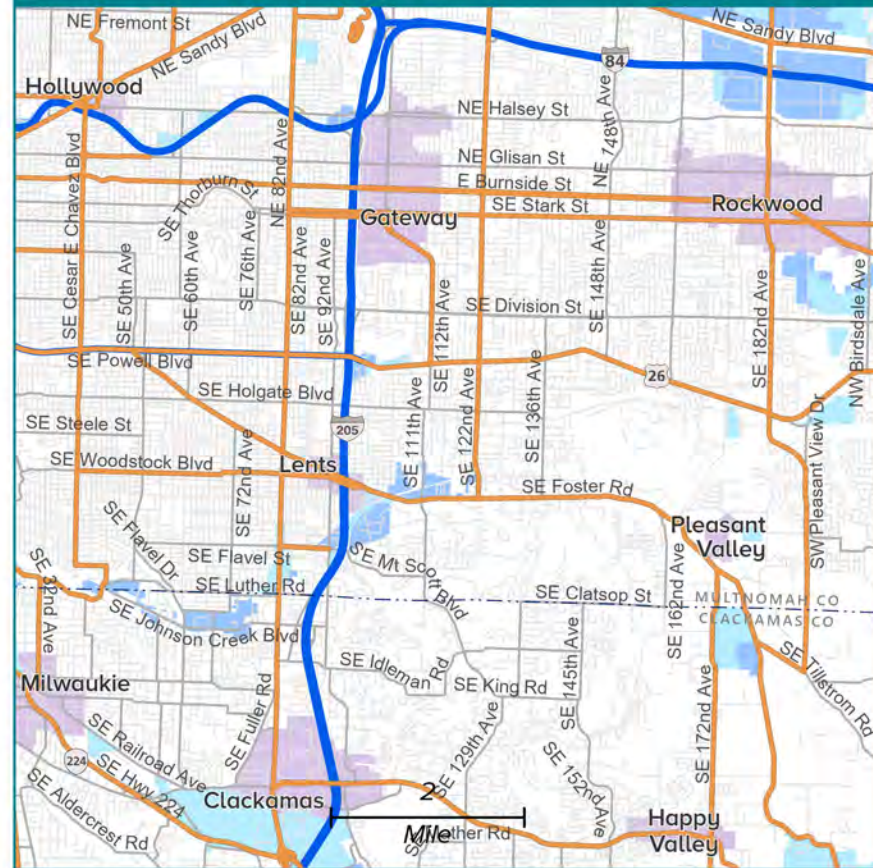 NE Fremont St
NE Sandy Blvd
NE Sandy Blvd
84
Hollywood
NE Halsey St
NE 148th Ave
NE Glisan St
E Burnside St
SE Stark St
Rockwood
Gateway
SE Thorburn St
NE 82nd Ave
SE Cesar E Chavez Blvd
SE 50th Ave
SE 60th Ave
SE 76th Ave
SE 82nd Ave
SE 92nd Ave
SE 112th Ave
SE 148th Ave
SE Division St
SE 182nd Ave
NW Birdsdale Ave
SE Powell Blvd
26
SE Holgate Blvd
SE Steele St
205
SE 111th Ave
SE 122nd Ave
SE 136th Ave
SE Woodstock Blvd
SE 72nd Ave
Lents
SE Foster Rd
SW Pleasant View Dr
Pleasant
Valley
SE Flavel Dr
SE Flavel St
SE Mt Scott Blvd
SE 162nd Ave
SE 32nd Ave
SE Luther Rd
SE Clatsop St
MULTNOMAH CO
CLACKAMAS CO
SE Johnson Creek Blvd
SE Idleman Rd
SE King Rd
SE 145th Ave
SE Tillstrom Rd
Milwaukie
SE Fuller Rd
SE 129th Ave
SE 172nd Ave
SE Railroad Ave
224
SE Hwy 224
SE 152nd Ave
Clackamas
2
Mile
SE Aldercrest Rd
Happy
Valley